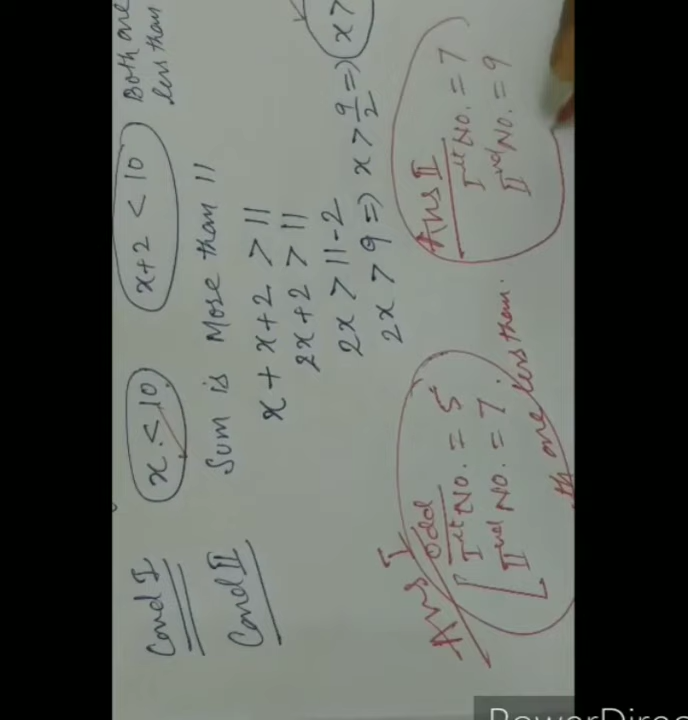 Cond I x < 10 x+2 < 10 Both are
less than
Cond II Sum is More than 11
x + x+2 > 11
2x+2 > 11
2x > 11-2
2x > 9 => x > 9/2 => x >
Ans I
odd
Ist No. = 5
IInd No. = 7.
one less than.
Ans II
Ist No. = 7
IInd No. = 9